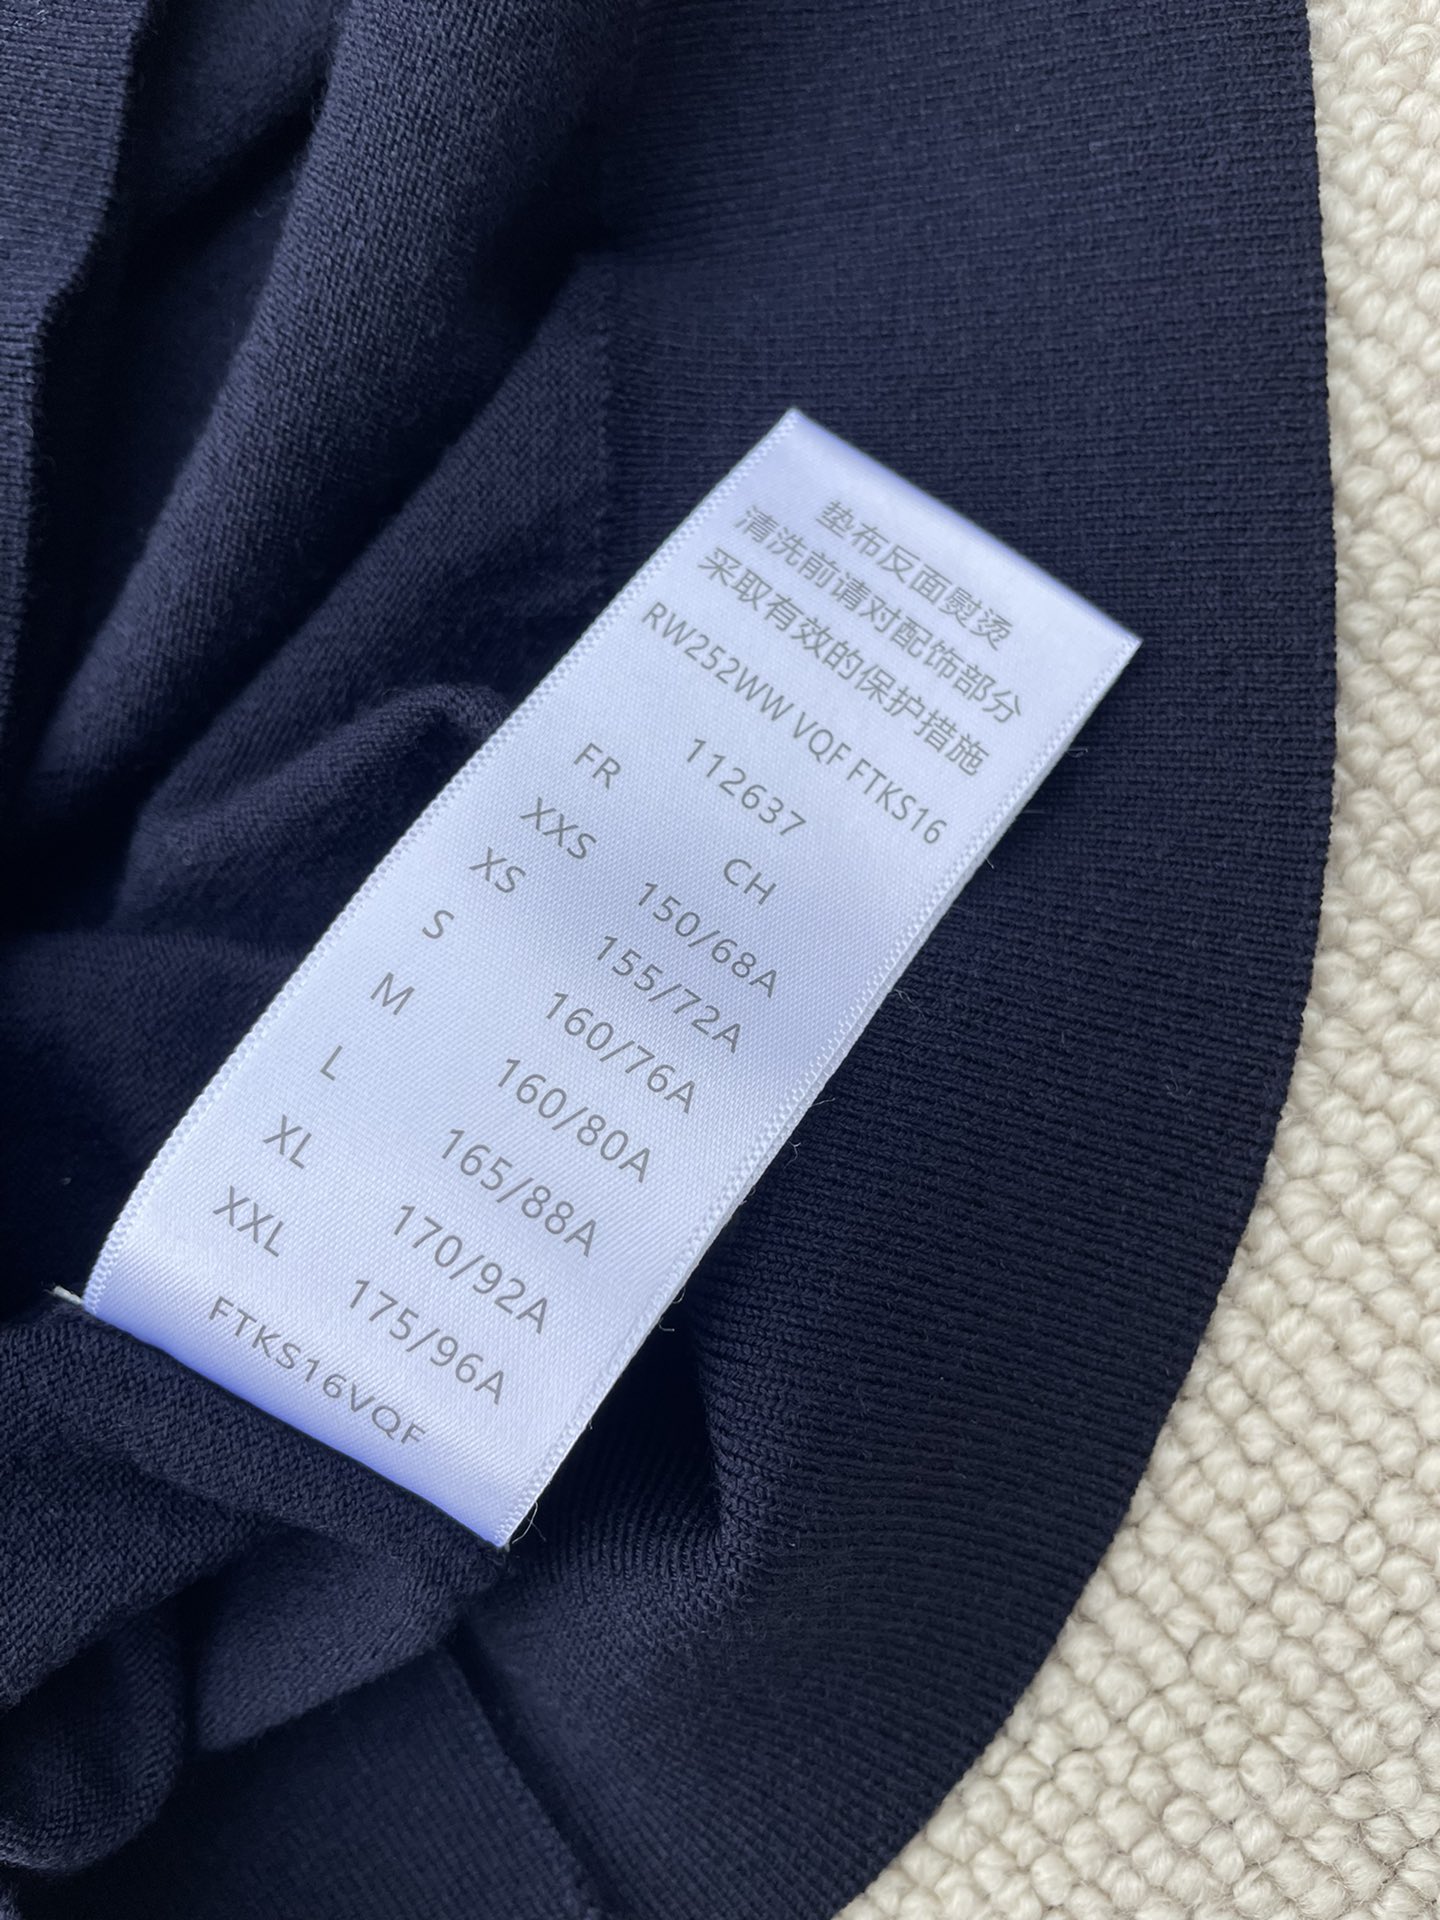 垫布反面熨烫
清洗前请对配饰部分
采取有效的保护措施
RW252WW VQF FTKS16
112637
FR CH
XXS 150/68A
XS 155/72A
S 160/76A
M 160/80A
L 165/88A
XL 170/92A
XXL 175/96A
FTKS16VQF